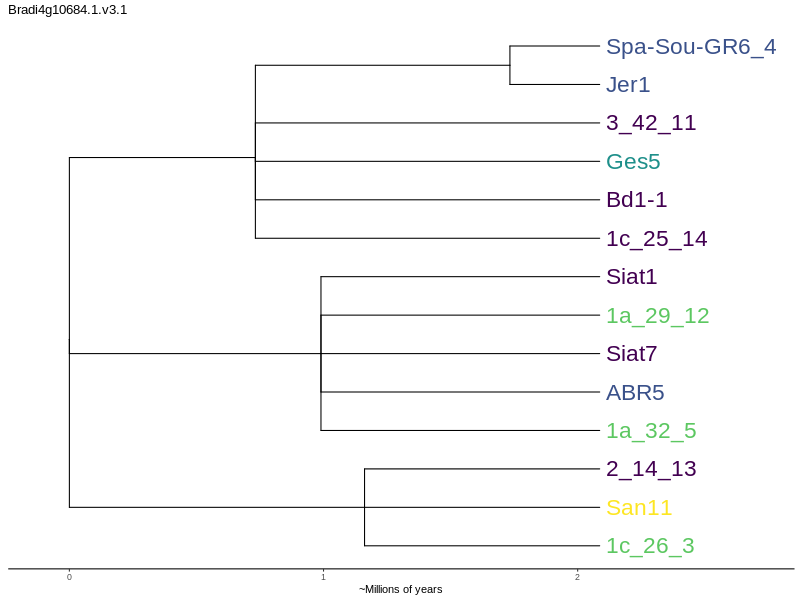 Bradi4g10684.1.v3.1
Spa-Sou-GR6_4
Jer1
3_42_11
Ges5
Bd1-1
1c_25_14
Siat1
1a_29_12
Siat7
ABR5
1a_32_5
2_14_13
San11
1c_26_3
0 1 2
~Millions of years